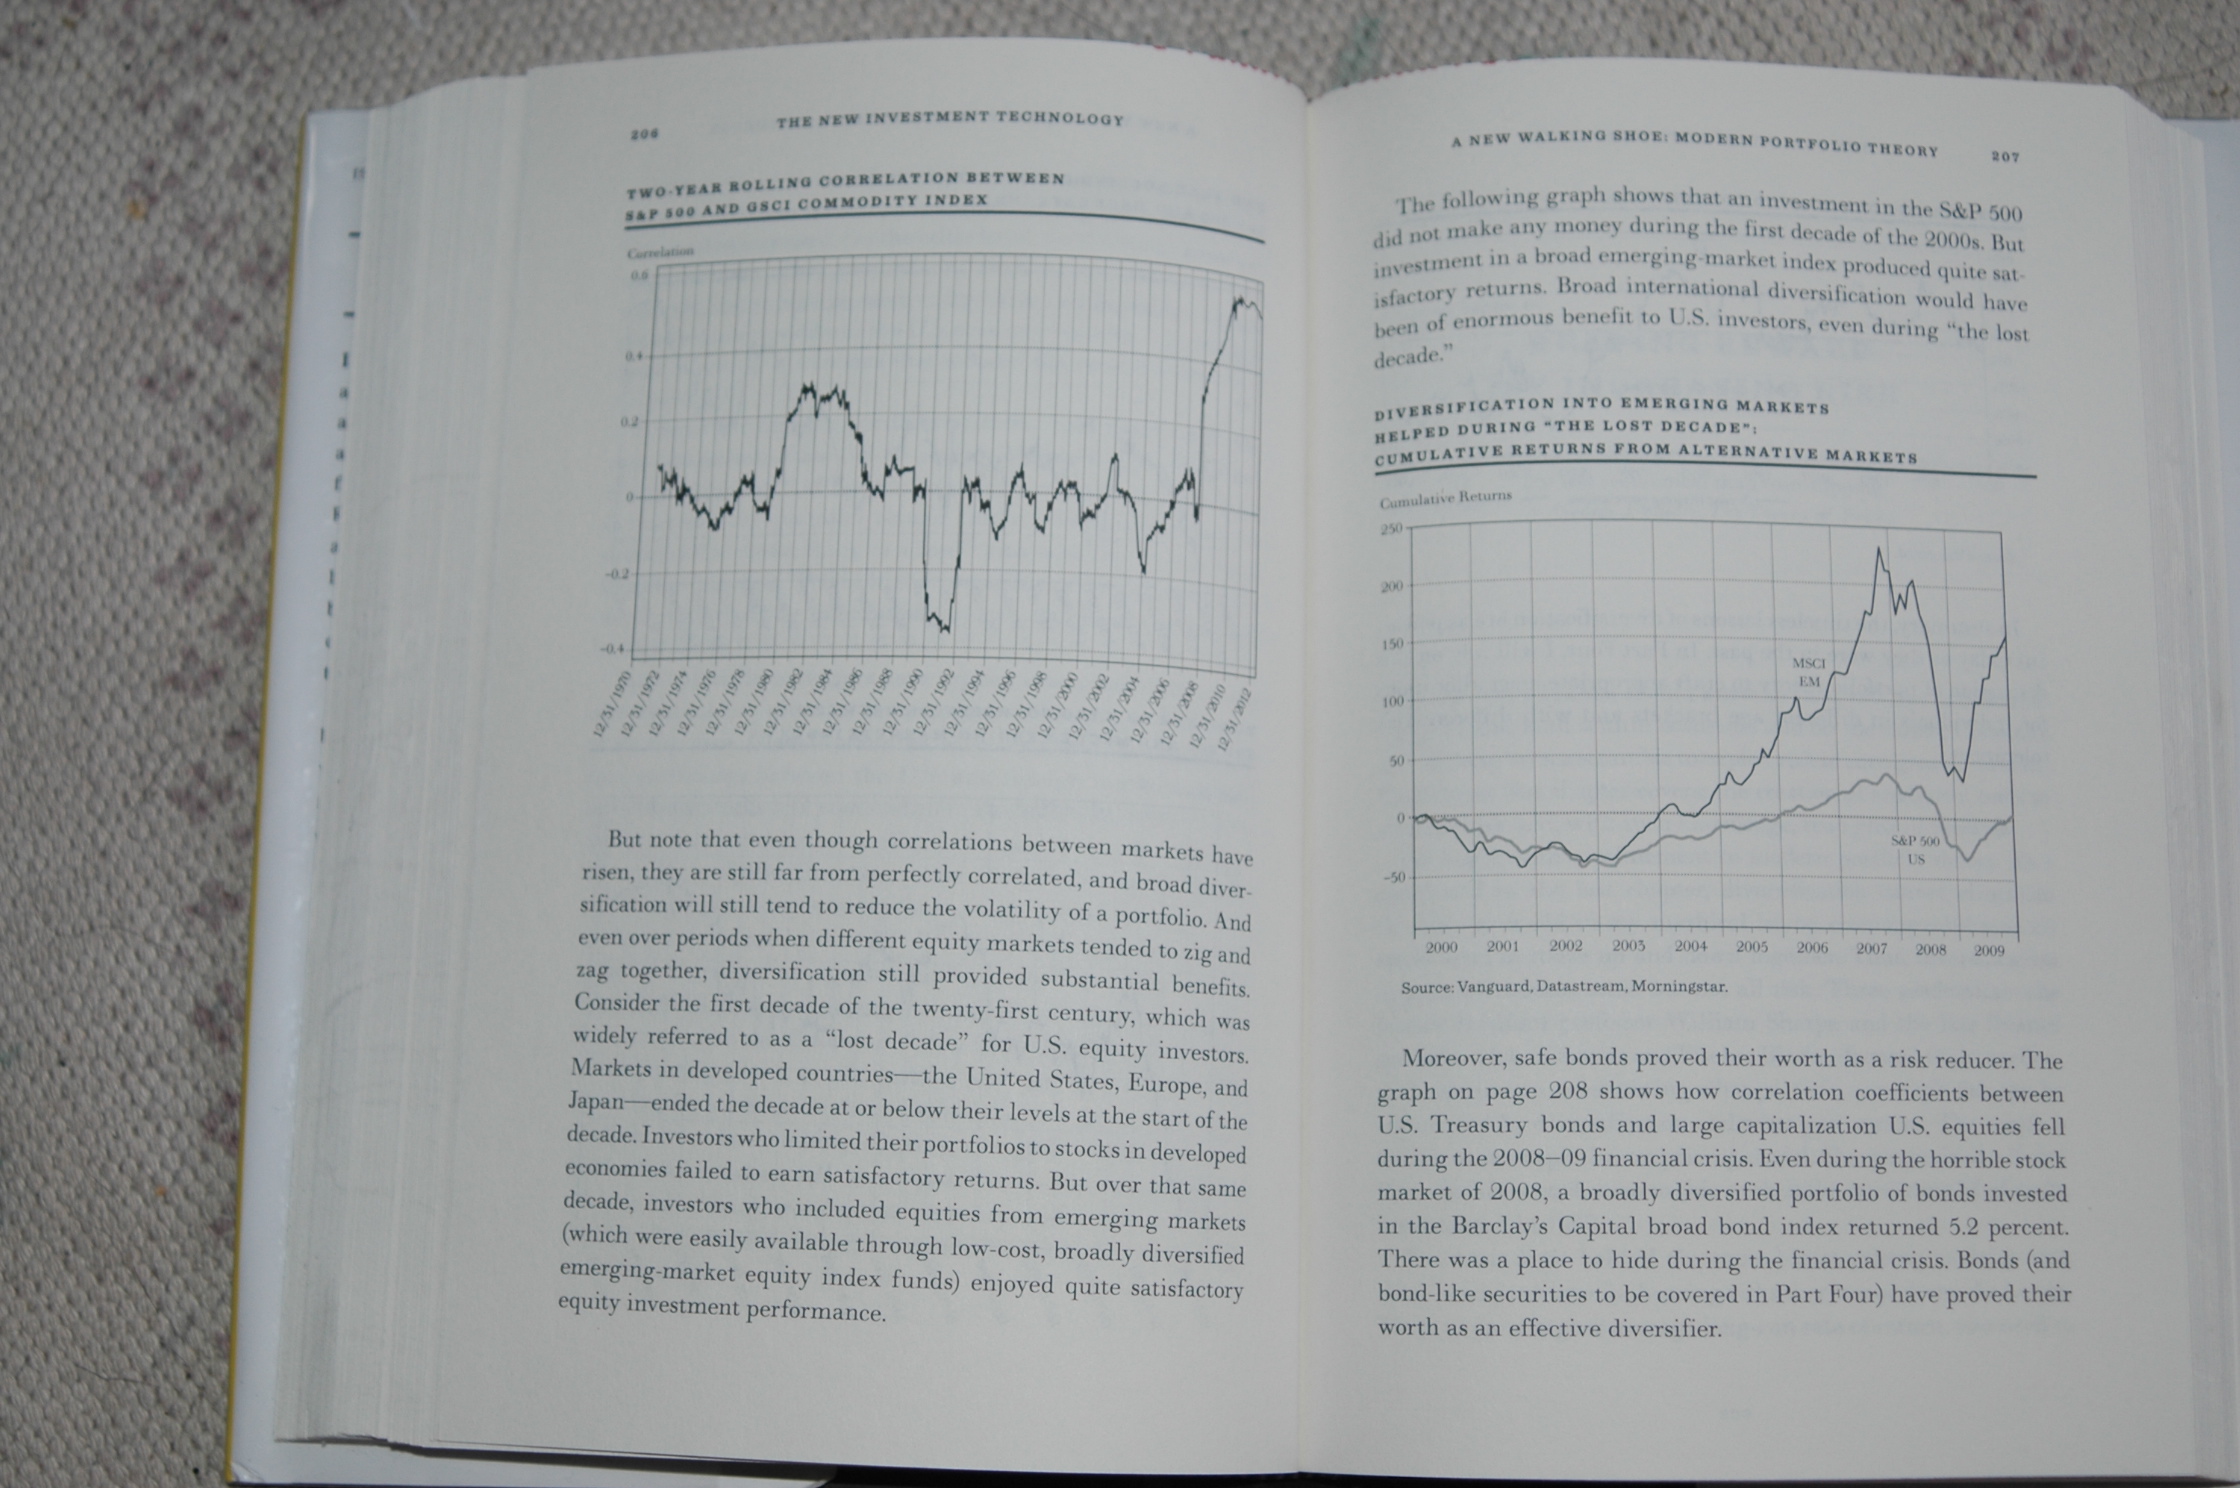 206
THE NEW INVESTMENT TECHNOLOGY
TWO-YEAR ROLLING CORRELATION BETWEEN
S&P 500 AND GSCI COMMODITY INDEX
Correlation
0.6
0.4
0.2
0
-0.2
-0.4
12/31/1970
12/31/1972
12/31/1974
12/31/1976
12/31/1978
12/31/1980
12/31/1982
12/31/1984
12/31/1986
12/31/1988
12/31/1990
12/31/1992
12/31/1994
12/31/1996
12/31/1998
12/31/2000
12/31/2002
12/31/2004
12/31/2006
12/31/2008
12/31/2010
12/31/2012
But note that even though correlations between markets have
risen, they are still far from perfectly correlated, and broad diver-
sification will still tend to reduce the volatility of a portfolio. And
even over periods when different equity markets tended to zig and
zag together, diversification still provided substantial benefits.
Consider the first decade of the twenty-first century, which was
widely referred to as a “lost decade” for U.S. equity investors.
Markets in developed countries—the United States, Europe, and
Japan—ended the decade at or below their levels at the start of the
decade. Investors who limited their portfolios to stocks in developed
economies failed to earn satisfactory returns. But over that same
decade, investors who included equities from emerging markets
(which were easily available through low-cost, broadly diversified
emerging-market equity index funds) enjoyed quite satisfactory
equity investment performance.
A NEW WALKING SHOE: MODERN PORTFOLIO THEORY
207
The following graph shows that an investment in the S&P 500
did not make any money during the first decade of the 2000s. But
investment in a broad emerging-market index produced quite sat-
isfactory returns. Broad international diversification would have
been of enormous benefit to U.S. investors, even during “the lost
decade.”
DIVERSIFICATION INTO EMERGING MARKETS
HELPED DURING “THE LOST DECADE”:
CUMULATIVE RETURNS FROM ALTERNATIVE MARKETS
Cumulative Returns
250
200
150
100
50
0
-50
MSCI
EM
S&P 500
US
2000 2001 2002 2003 2004 2005 2006 2007 2008 2009
Source: Vanguard, Datastream, Morningstar.
Moreover, safe bonds proved their worth as a risk reducer. The
graph on page 208 shows how correlation coefficients between
U.S. Treasury bonds and large capitalization U.S. equities fell
during the 2008–09 financial crisis. Even during the horrible stock
market of 2008, a broadly diversified portfolio of bonds invested
in the Barclay’s Capital broad bond index returned 5.2 percent.
There was a place to hide during the financial crisis. Bonds (and
bond-like securities to be covered in Part Four) have proved their
worth as an effective diversifier.